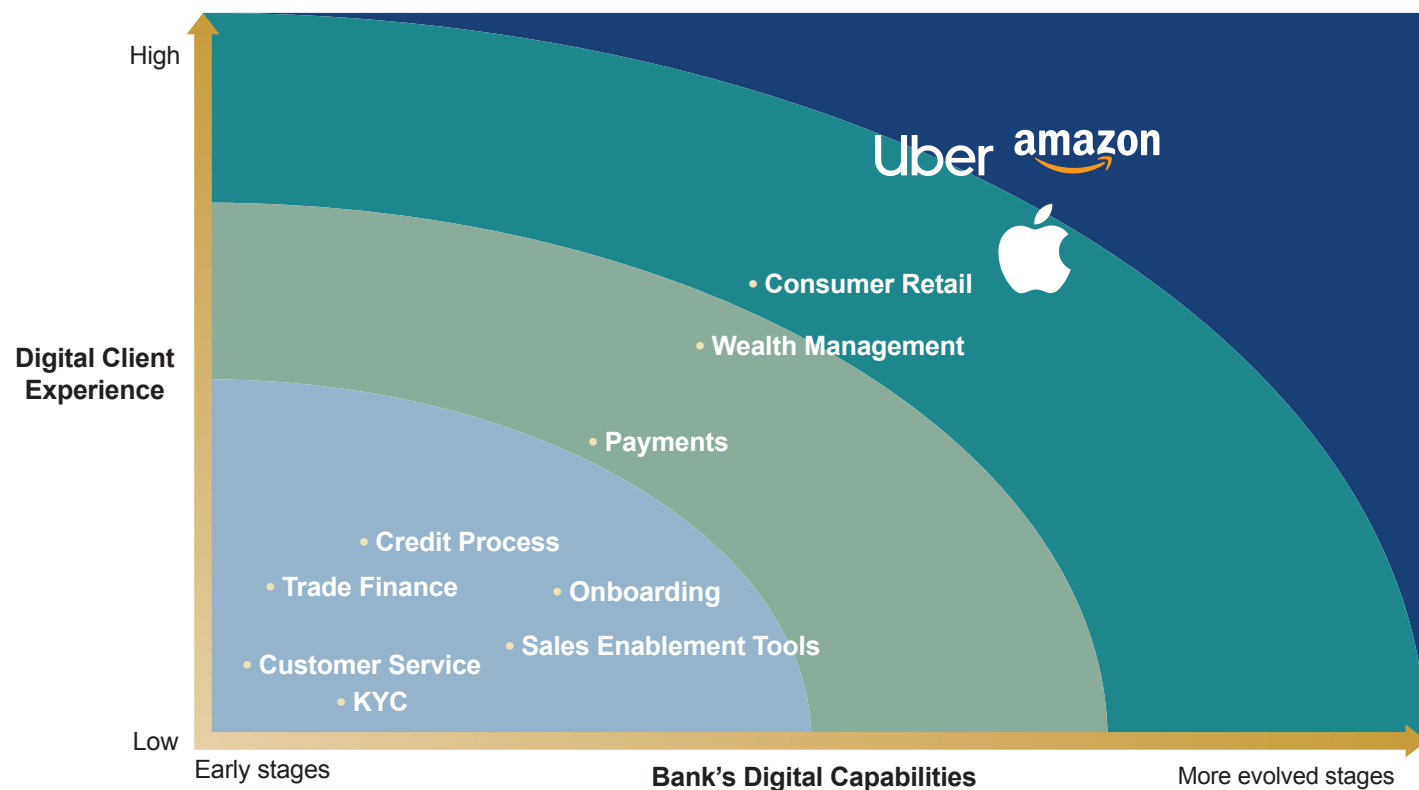 High
Uber
amazon
Consumer Retail
Wealth Management
Digital Client
Experience
Payments
Credit Process
Trade Finance
Onboarding
Sales Enablement Tools
Customer Service
KYC
Low
Early stages
Bank's Digital Capabilities
More evolved stages